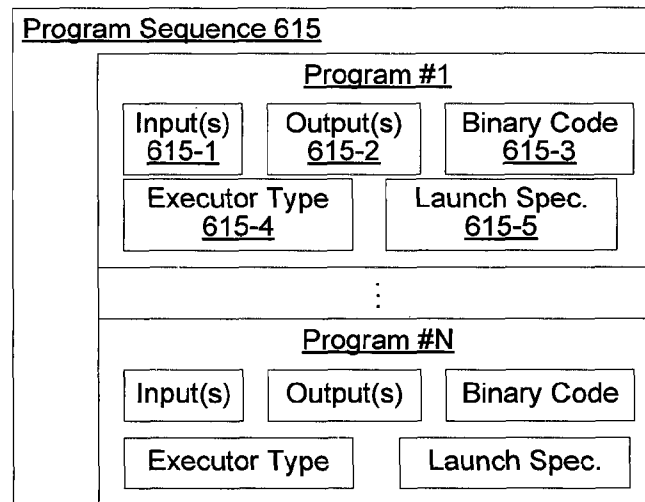 Program Sequence 615
Program #1
Input(s) Output(s) Binary Code
615-1 615-2 615-3
Executor Type Launch Spec.
615-4 615-5
⋮
Program #N
Input(s) Output(s) Binary Code
Executor Type Launch Spec.